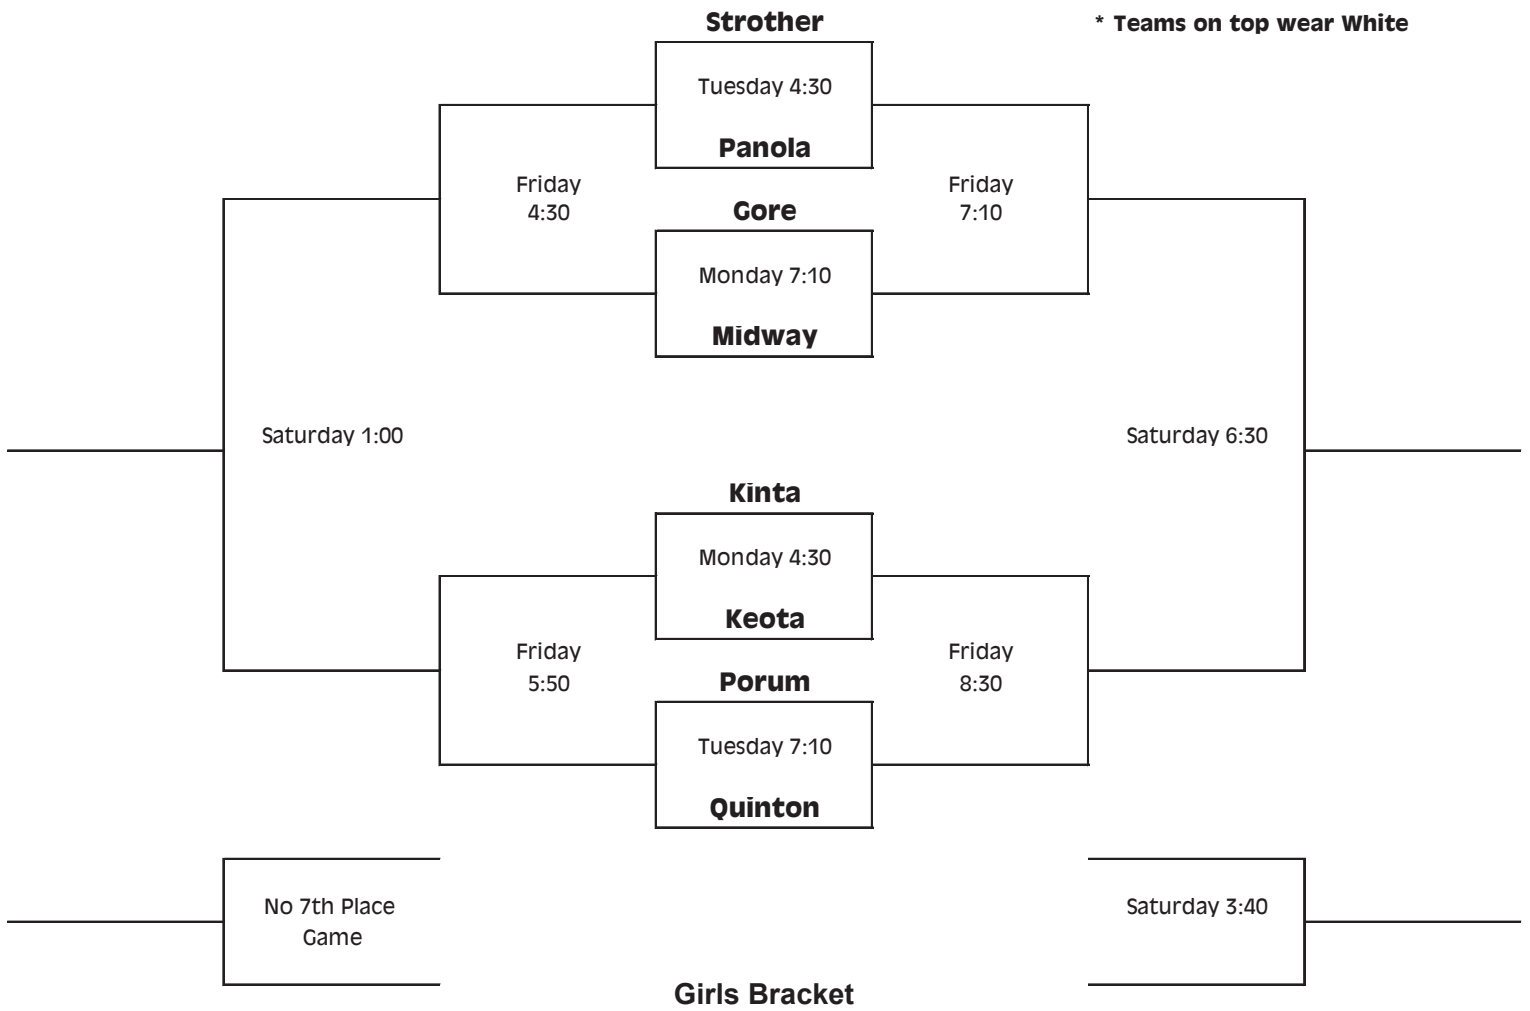 Strother
* Teams on top wear White
Tuesday 4:30
Panola
Friday
4:30
Friday
7:10
Gore
Monday 7:10
Midway
Saturday 1:00
Saturday 6:30
Kinta
Monday 4:30
Keota
Friday
5:50
Friday
8:30
Porum
Tuesday 7:10
Quinton
No 7th Place
Game
Saturday 3:40
Girls Bracket